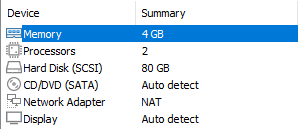 Device Summary
Memory 4 GB
Processors 2
Hard Disk (SCSI) 80 GB
CD/DVD (SATA) Auto detect
Network Adapter NAT
Display Auto detect